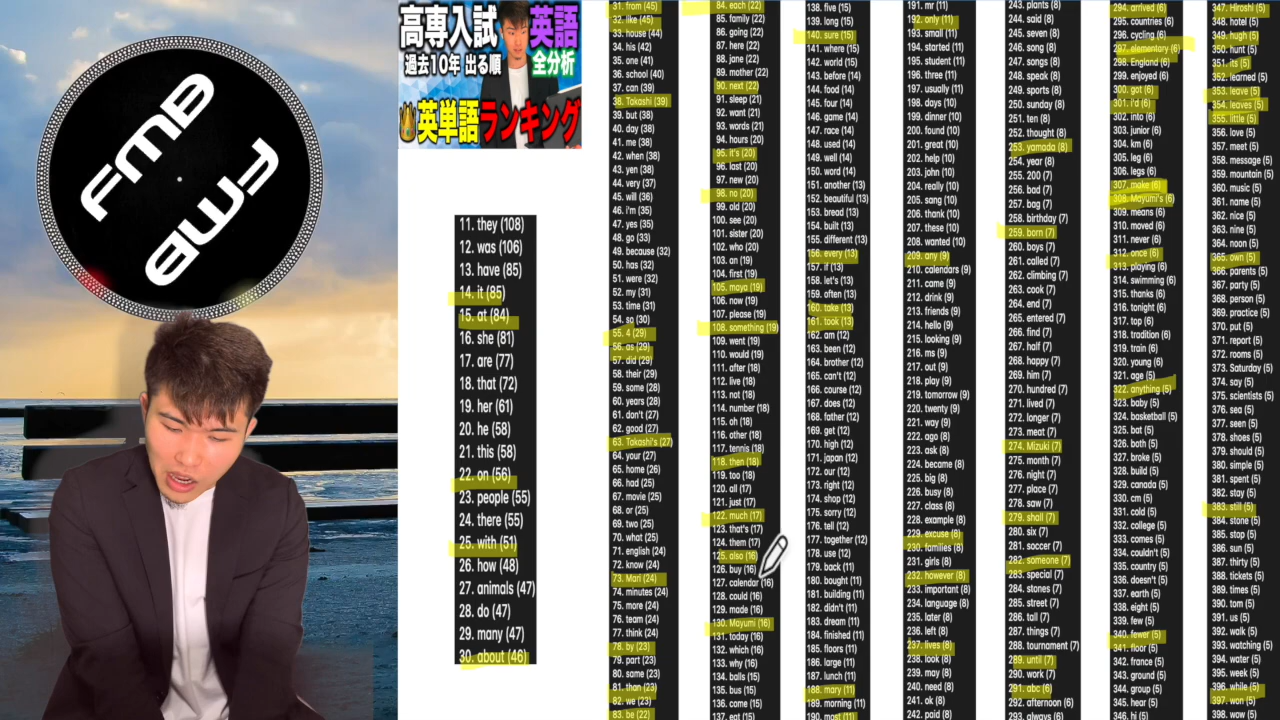 FMB
FMB
高専入試 英語
過去10年 出る順 全分析
英単語ランキング
11. they (108)
12. was (106)
13. have (85)
14. it (85)
15. at (84)
16. she (81)
17. are (77)
18. that (72)
19. her (61)
20. he (58)
21. this (58)
22. on (56)
23. people (55)
24. there (55)
25. with (51)
26. how (48)
27. animals (47)
28. do (47)
29. many (47)
30. about (46)
31. from (45)
32. like (45)
33. house (44)
34. his (42)
35. one (41)
36. school (40)
37. can (39)
38. Takashi (39)
39. but (38)
40. day (38)
41. me (38)
42. when (38)
43. yen (38)
44. very (37)
45. will (36)
46. i'm (35)
47. yes (35)
48. go (33)
49. because (32)
50. has (32)
51. were (32)
52. my (31)
53. time (31)
54. so (30)
55. 4 (29)
56. as (29)
57. did (29)
58. their (29)
59. some (28)
60. years (28)
61. don't (27)
62. good (27)
63. Takashi's (27)
64. your (27)
65. home (26)
66. had (25)
67. movie (25)
68. or (25)
69. two (25)
70. what (25)
71. english (24)
72. know (24)
73. Mari (24)
74. minutes (24)
75. more (24)
76. team (24)
77. think (24)
78. by (23)
79. part (23)
80. same (23)
81. than (23)
82. we (23)
83. be (22)
84. each (22)
85. family (22)
86. going (22)
87. here (22)
88. jane (22)
89. mother (22)
90. next (22)
91. sleep (21)
92. want (21)
93. words (21)
94. hours (20)
95. it's (20)
96. last (20)
97. new (20)
98. no (20)
99. old (20)
100. see (20)
101. sister (20)
102. who (20)
103. an (19)
104. first (19)
105. maya (19)
106. now (19)
107. please (19)
108. something (19)
109. went (19)
110. would (19)
111. after (18)
112. live (18)
113. not (18)
114. number (18)
115. oh (18)
116. other (18)
117. tennis (18)
118. then (18)
119. too (18)
120. all (17)
121. just (17)
122. much (17)
123. that's (17)
124. them (17)
125. also (16)
126. buy (16)
127. calendar (16)
128. could (16)
129. made (16)
130. Mayumi (16)
131. today (16)
132. which (16)
133. why (16)
134. balls (15)
135. bus (15)
136. come (15)
137. eat (15)
138. five (15)
139. long (15)
140. sure (15)
141. where (15)
142. world (15)
143. before (14)
144. food (14)
145. four (14)
146. game (14)
147. race (14)
148. used (14)
149. well (14)
150. word (14)
151. another (13)
152. beautiful (13)
153. bread (13)
154. built (13)
155. different (13)
156. every (13)
157. if (13)
158. let's (13)
159. often (13)
160. take (13)
161. took (13)
162. am (12)
163. been (12)
164. brother (12)
165. can't (12)
166. course (12)
167. does (12)
168. father (12)
169. get (12)
170. high (12)
171. japan (12)
172. our (12)
173. right (12)
174. shop (12)
175. sorry (12)
176. tell (12)
177. together (12)
178. use (12)
179. back (11)
180. bought (11)
181. building (11)
182. didn't (11)
183. dream (11)
184. finished (11)
185. floors (11)
186. large (11)
187. lunch (11)
188. mary (11)
189. morning (11)
190. most (11)
191. mr (11)
192. only (11)
193. small (11)
194. started (11)
195. student (11)
196. three (11)
197. usually (11)
198. days (10)
199. dinner (10)
200. found (10)
201. great (10)
202. help (10)
203. john (10)
204. really (10)
205. sang (10)
206. thank (10)
207. these (10)
208. wanted (10)
209. any (9)
210. calendars (9)
211. came (9)
212. drink (9)
213. friends (9)
214. hello (9)
215. looking (9)
216. ms (9)
217. out (9)
218. play (9)
219. tomorrow (9)
220. twenty (9)
221. way (9)
222. ago (8)
223. ask (8)
224. became (8)
225. big (8)
226. busy (8)
227. class (8)
228. example (8)
229. excuse (8)
230. families (8)
231. girls (8)
232. however (8)
233. important (8)
234. language (8)
235. later (8)
236. left (8)
237. lives (8)
238. look (8)
239. may (8)
240. need (8)
241. ok (8)
242. paid (8)
243. plants (8)
244. said (8)
245. seven (8)
246. song (8)
247. songs (8)
248. speak (8)
249. sports (8)
250. sunday (8)
251. ten (8)
252. thought (8)
253. yamada (8)
254. year (8)
255. 200 (7)
256. bad (7)
257. bag (7)
258. birthday (7)
259. born (7)
260. boys (7)
261. called (7)
262. climbing (7)
263. cook (7)
264. end (7)
265. entered (7)
266. find (7)
267. half (7)
268. happy (7)
269. him (7)
270. hundred (7)
271. lived (7)
272. longer (7)
273. meat (7)
274. Mizuki (7)
275. month (7)
276. night (7)
277. place (7)
278. saw (7)
279. shall (7)
280. six (7)
281. soccer (7)
282. someone (7)
283. special (7)
284. stones (7)
285. street (7)
286. tall (7)
287. things (7)
288. tournament (7)
289. until (7)
290. work (7)
291. abc (6)
292. afternoon (6)
293. always (6)
294. arrived (6)
295. countries (6)
296. cycling (6)
297. elementary (6)
298. England (6)
299. enjoyed (6)
300. got (6)
301. i'd (6)
302. into (6)
303. junior (6)
304. km (6)
305. leg (6)
306. legs (6)
307. make (6)
308. Mayumi's (6)
309. means (6)
310. moved (6)
311. never (6)
312. once (6)
313. playing (6)
314. swimming (6)
315. thanks (6)
316. tonight (6)
317. top (6)
318. tradition (6)
319. train (6)
320. young (6)
321. age (5)
322. anything (5)
323. baby (5)
324. basketball (5)
325. bat (5)
326. both (5)
327. broke (5)
328. build (5)
329. canada (5)
330. cm (5)
331. cold (5)
332. college (5)
333. comes (5)
334. couldn't (5)
335. country (5)
336. doesn't (5)
337. earth (5)
338. eight (5)
339. few (5)
340. fewer (5)
341. floor (5)
342. france (5)
343. ground (5)
344. group (5)
345. hear (5)
346. hi (5)
347. Hiroshi (5)
348. hotel (5)
349. hugh (5)
350. hunt (5)
351. its (5)
352. learned (5)
353. leave (5)
354. leaves (5)
355. little (5)
356. love (5)
357. meet (5)
358. message (5)
359. mountain (5)
360. music (5)
361. name (5)
362. nice (5)
363. nine (5)
364. noon (5)
365. own (5)
366. parents (5)
367. party (5)
368. person (5)
369. practice (5)
370. put (5)
371. report (5)
372. rooms (5)
373. Saturday (5)
374. say (5)
375. scientists (5)
376. sea (5)
377. seen (5)
378. shoes (5)
379. should (5)
380. simple (5)
381. spent (5)
382. stay (5)
383. still (5)
384. stone (5)
385. stop (5)
386. sun (5)
387. thirty (5)
388. tickets (5)
389. times (5)
390. tom (5)
391. us (5)
392. walk (5)
393. watching (5)
394. water (5)
395. week (5)
396. while (5)
397. won (5)
398. wow (5)